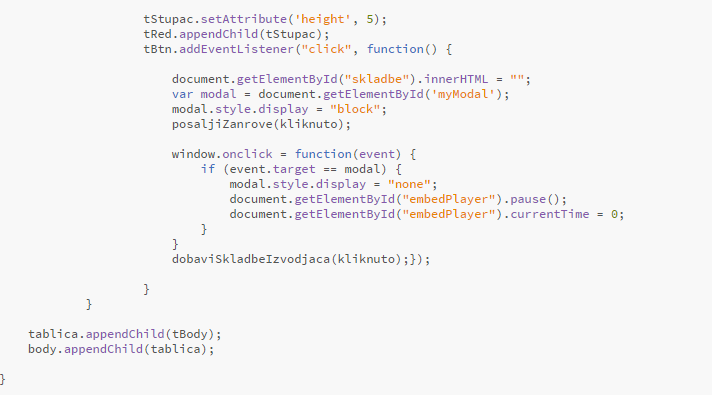 tStupac.setAttribute('height', 5);
tRed.appendChild(tStupac);
tBtn.addEventListener("click", function() {
document.getElementById("skladbe").innerHTML = "";
var modal = document.getElementById('myModal');
modal.style.display = "block";
posaljiZanrove(kliknuto);
window.onclick = function(event) {
if (event.target == modal) {
modal.style.display = "none";
document.getElementById("embedPlayer").pause();
document.getElementById("embedPlayer").currentTime = 0;
}
}
dobaviSkladbeIzvodjaca(kliknuto);});
}
}
tablica.appendChild(tBody);
body.appendChild(tablica);
}